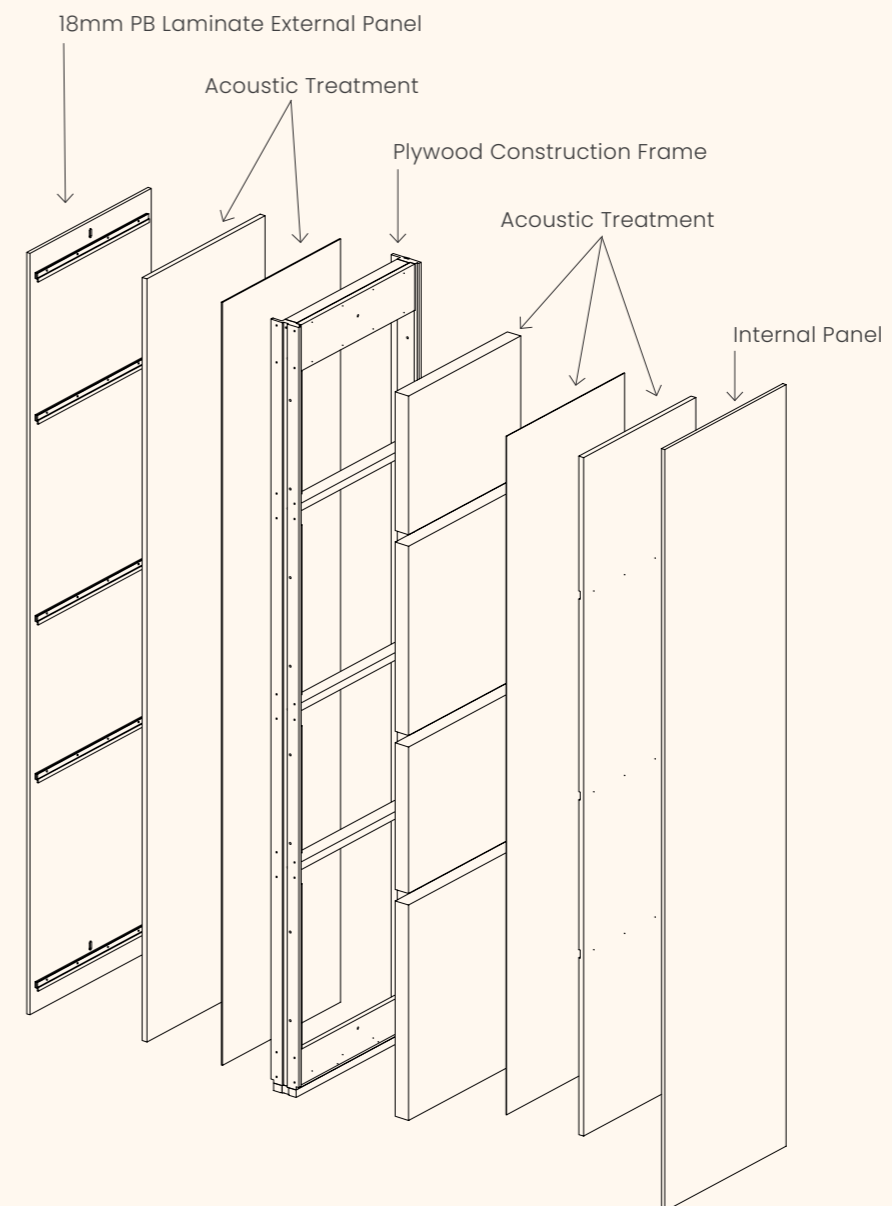 18mm PB Laminate External Panel
Acoustic Treatment
Plywood Construction Frame
Acoustic Treatment
Internal Panel